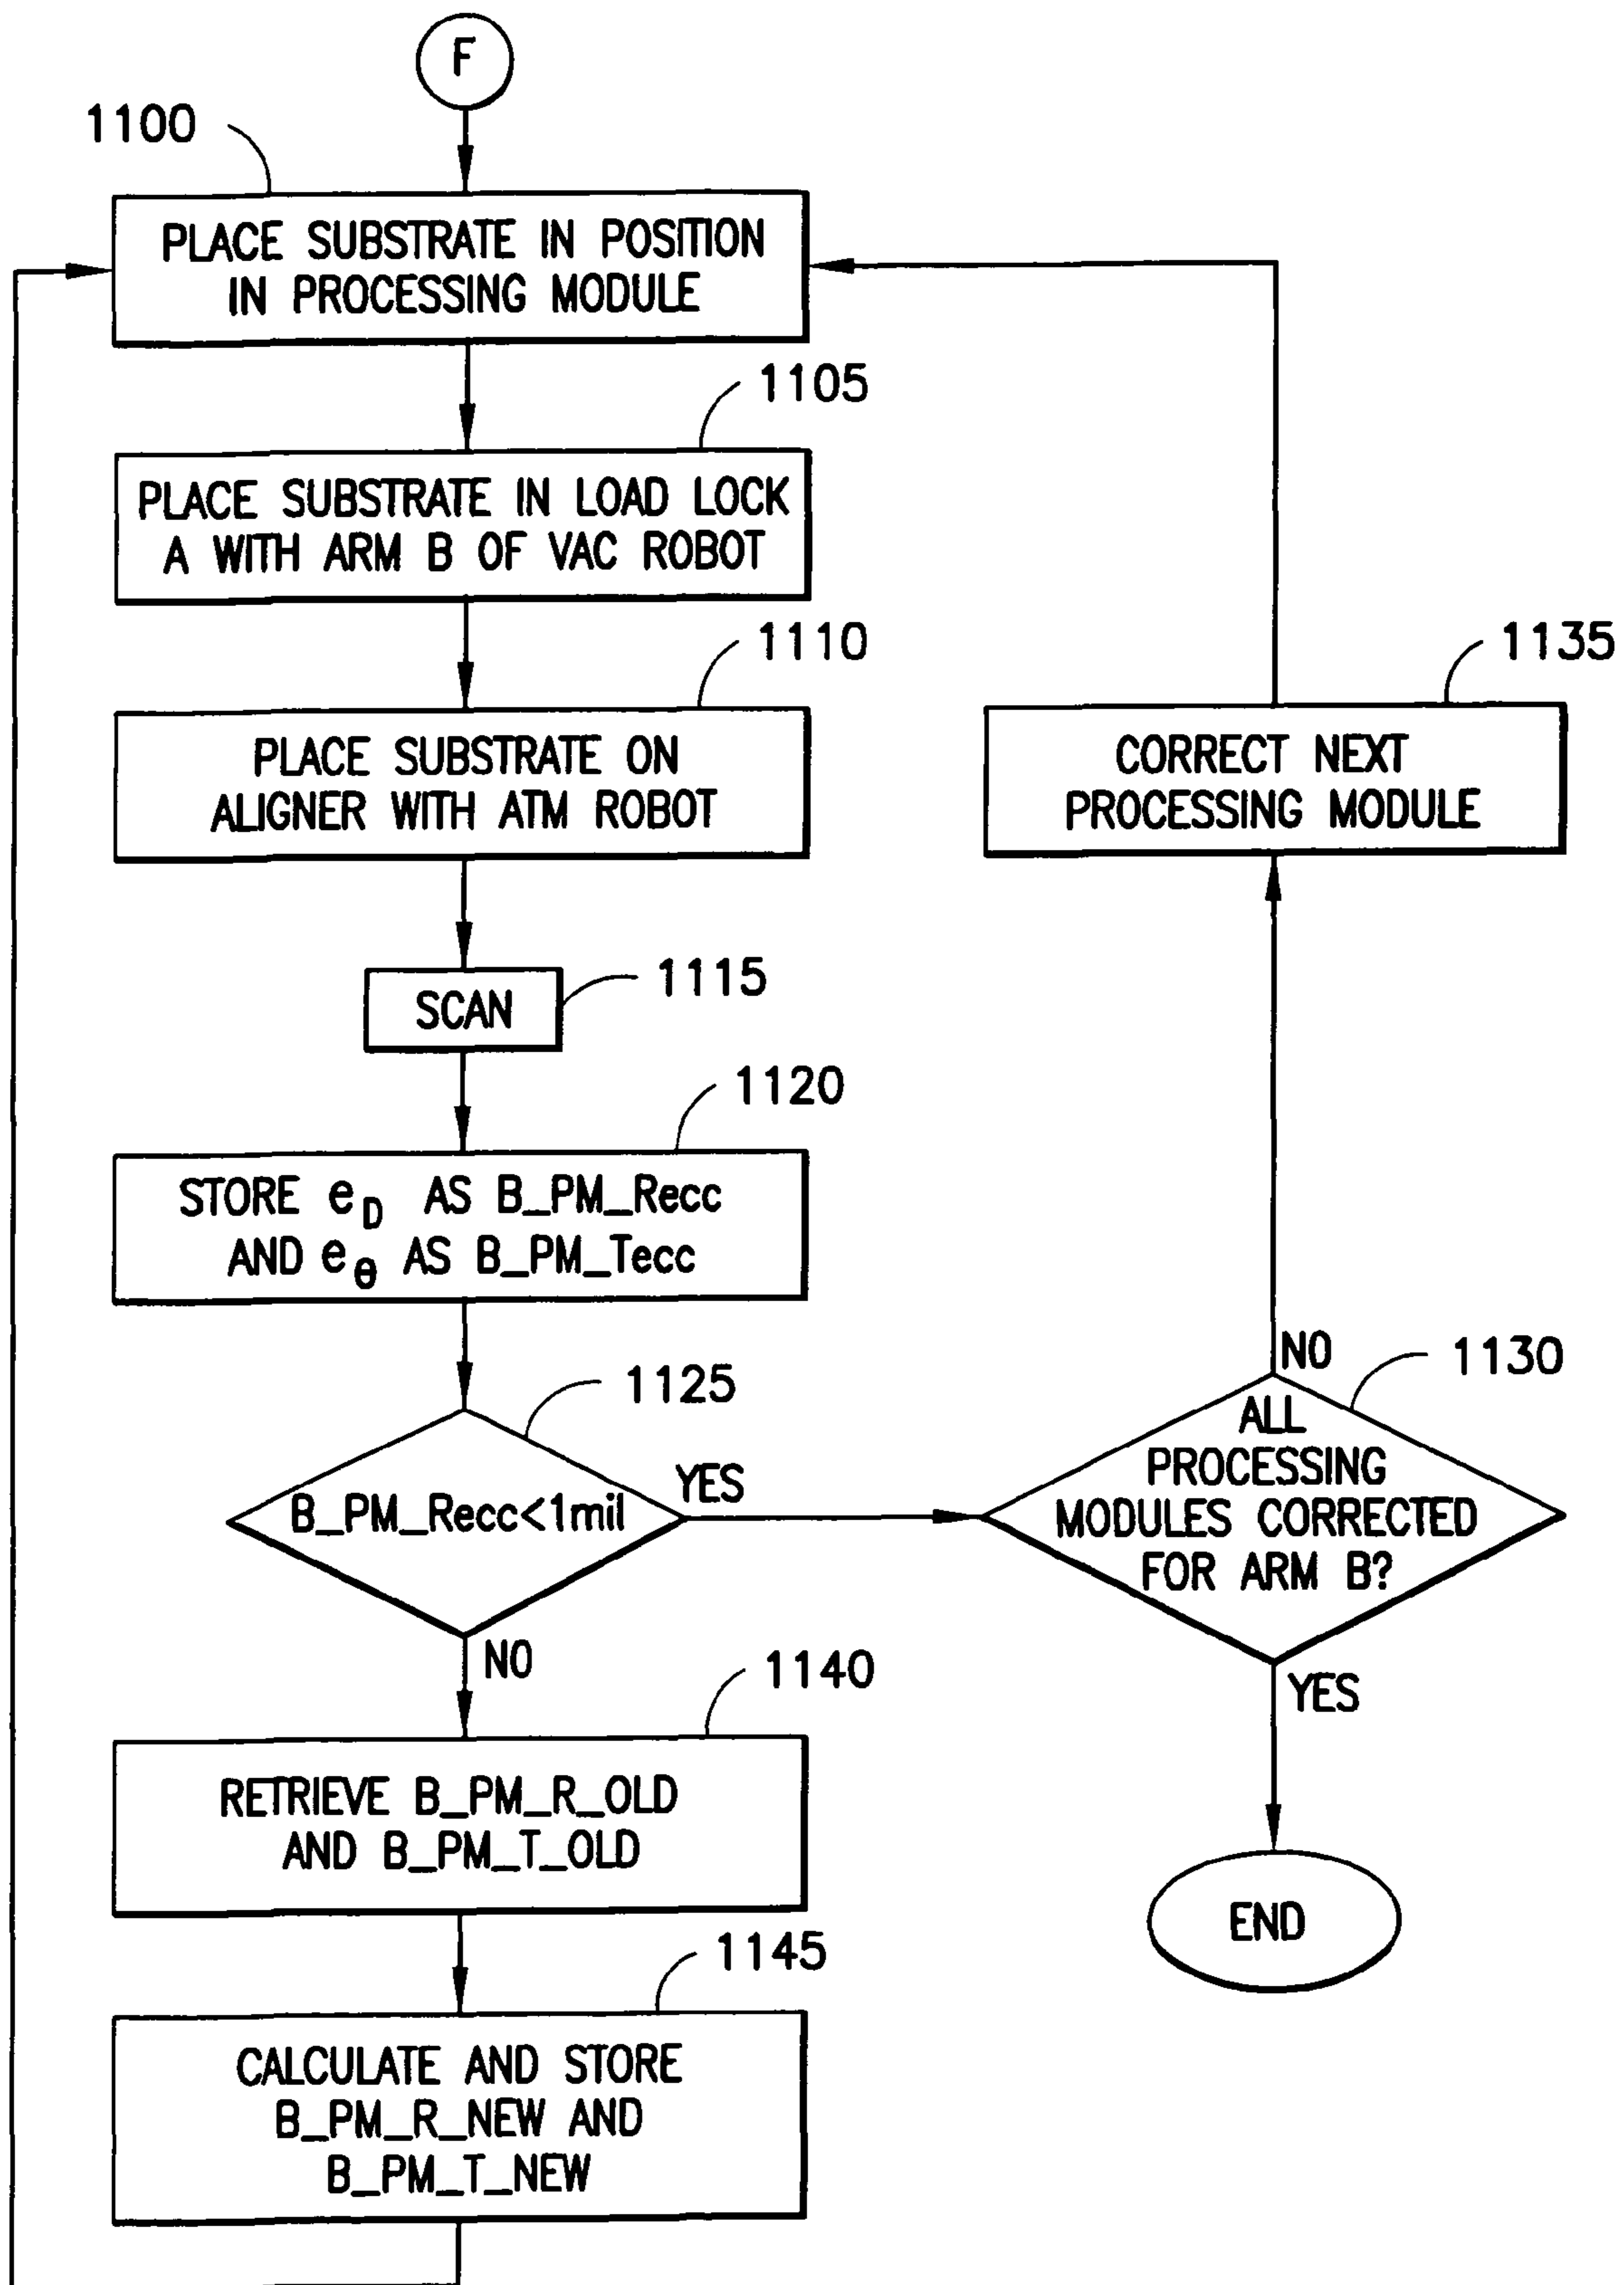 F
1100
PLACE SUBSTRATE IN POSITION
IN PROCESSING MODULE
1105
PLACE SUBSTRATE IN LOAD LOCK
A WITH ARM B OF VAC ROBOT
1110
PLACE SUBSTRATE ON
ALIGNER WITH ATM ROBOT
1135
CORRECT NEXT
PROCESSING MODULE
SCAN
1115
1120
STORE eD AS B_PM_Recc
AND eθ AS B_PM_Tecc
1125
B_PM_Recc<1mil
YES
NO
1130
NO
ALL
PROCESSING
MODULES CORRECTED
FOR ARM B?
YES
1140
RETRIEVE B_PM_R_OLD
AND B_PM_T_OLD
END
1145
CALCULATE AND STORE
B_PM_R_NEW AND
B_PM_T_NEW